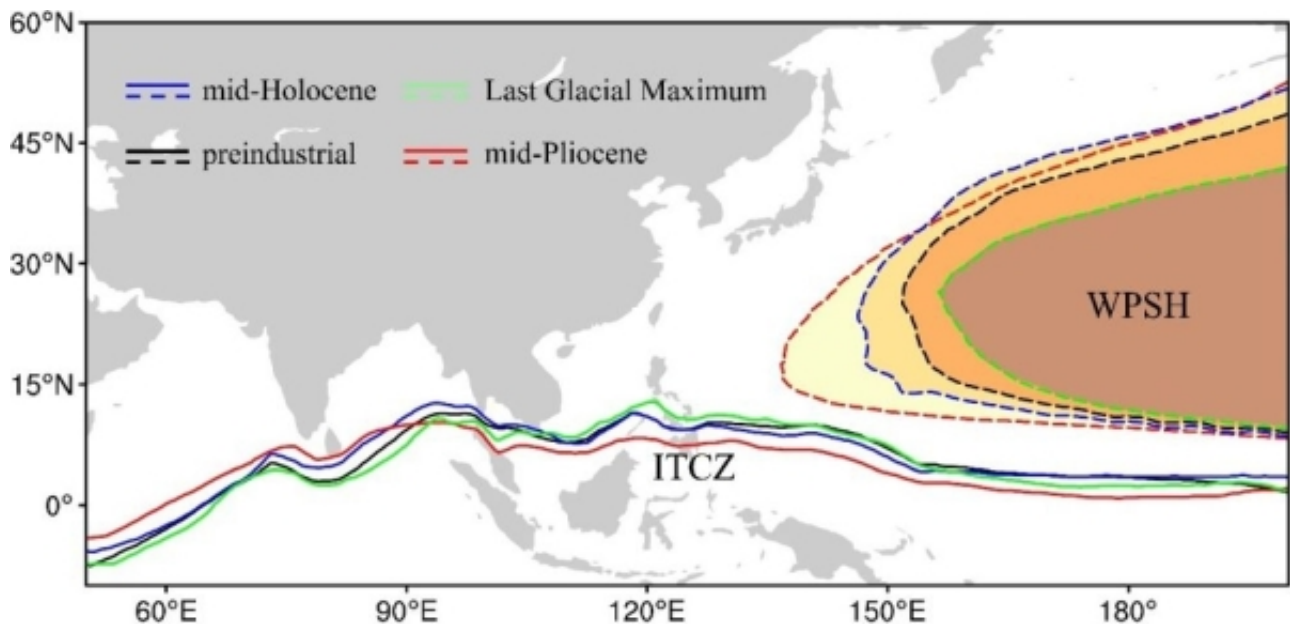 60°N
mid-Holocene Last Glacial Maximum
45°N
preindustrial mid-Pliocene
30°N
WPSH
15°N
ITCZ
0°
60°E 90°E 120°E 150°E 180°